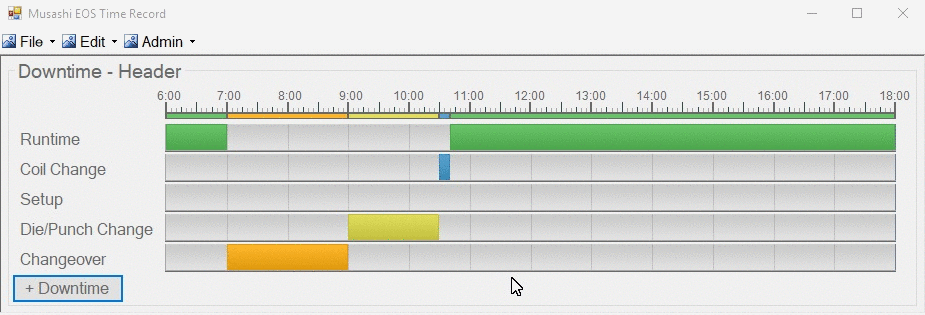 Musashi EOS Time Record
File Edit Admin
Downtime - Header
6:00 7:00 8:00 9:00 10:00 11:00 12:00 13:00 14:00 15:00 16:00 17:00 18:00
Runtime
Coil Change
Setup
Die/Punch Change
Changeover
+ Downtime